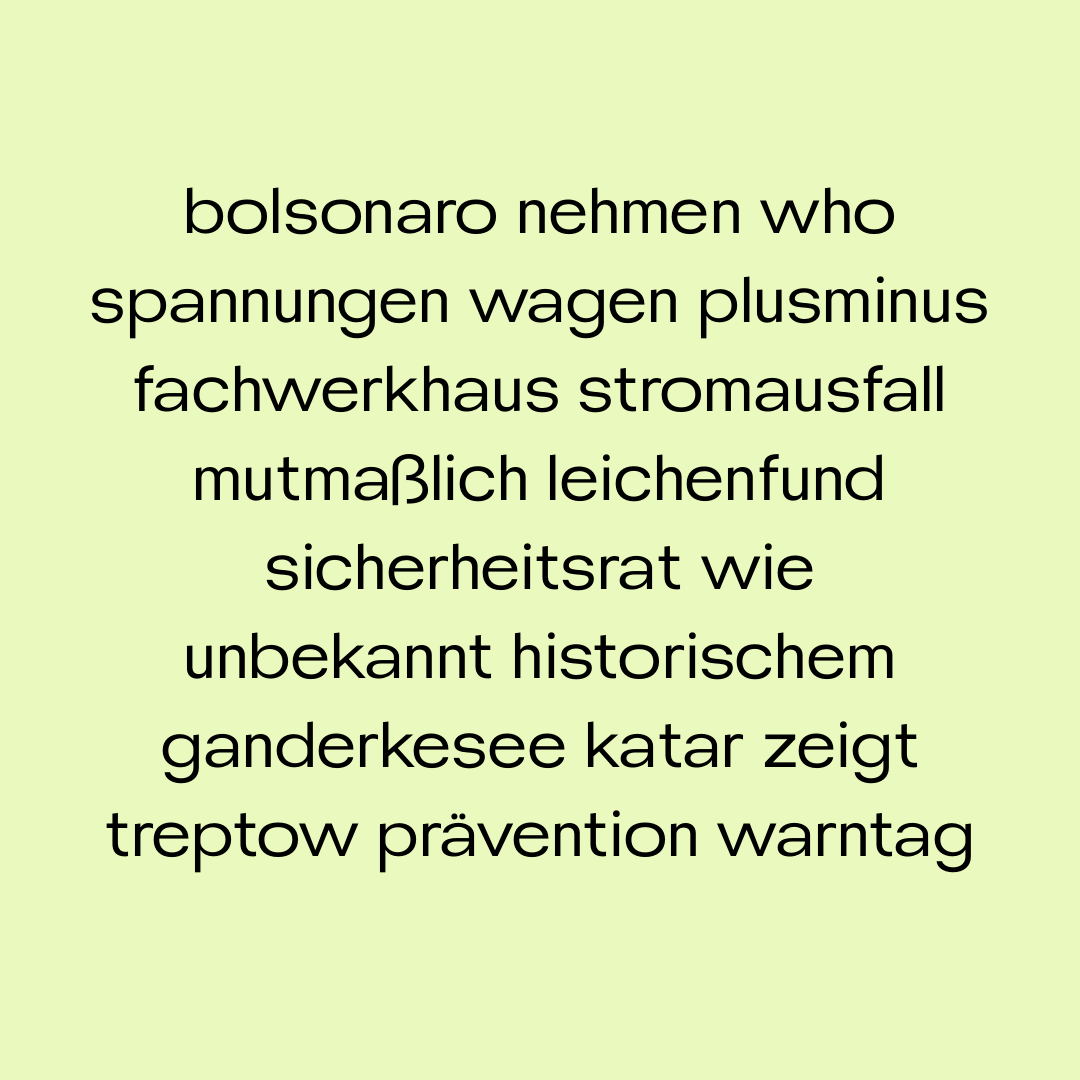 bolsonaro nehmen who
spannungen wagen plusminus
fachwerkhaus stromausfall
mutmaßlich leichenfund
sicherheitsrat wie
unbekannt historischem
ganderkesee katar zeigt
treptow prävention warntag